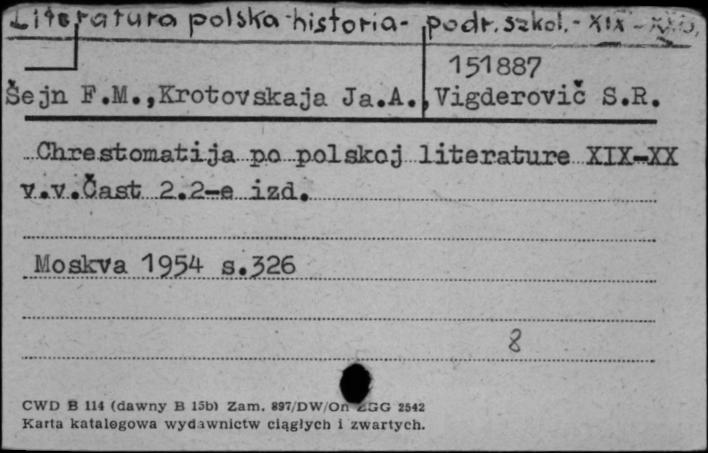 Literatura polska-historia- podr. szkol.- XIX - XX w.
151887
Šejn F.M.,Krotovskaja Ja.A.,Vigderovič S.R.
Chrestomatija po polskoj literature XIX-XX
v.v.Čast 2.2-e izd.
Moskva 1954 s.326
8
CWD B 114 (dawny B 15b) Zam. 897/DW/On ZGG 2542
Karta katalogowa wydawnictw ciągłych i zwartych.